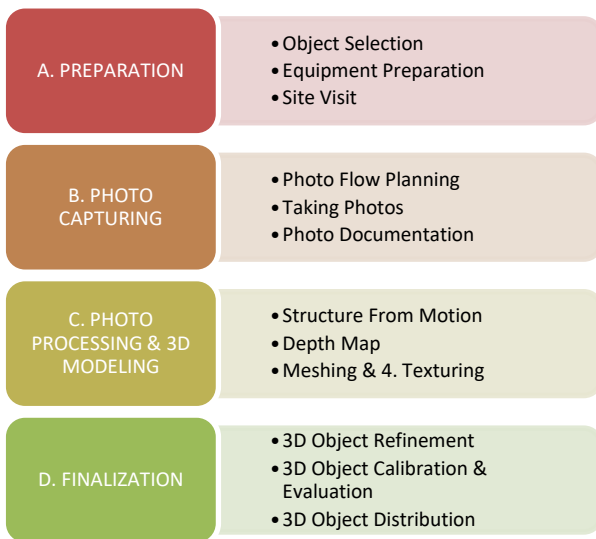 A. PREPARATION
• Object Selection
• Equipment Preparation
• Site Visit
B. PHOTO
CAPTURING
• Photo Flow Planning
• Taking Photos
• Photo Documentation
C. PHOTO
PROCESSING & 3D
MODELING
• Structure From Motion
• Depth Map
• Meshing & 4. Texturing
D. FINALIZATION
• 3D Object Refinement
• 3D Object Calibration &
Evaluation
• 3D Object Distribution